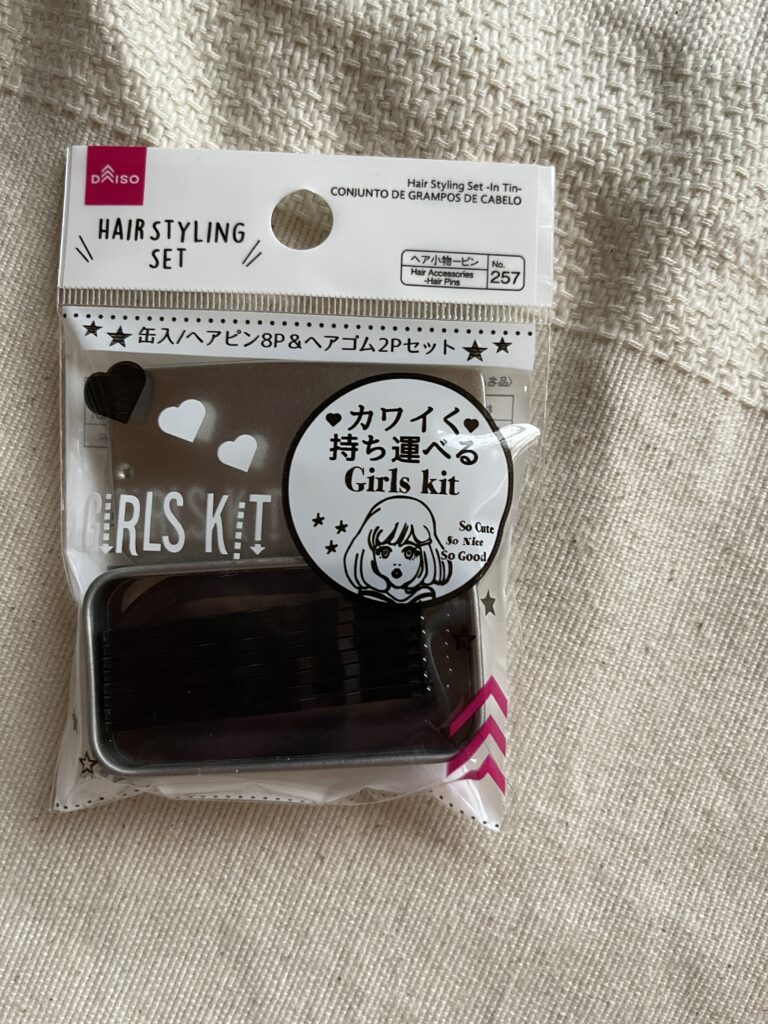 DAISO
Hair Styling Set -In Tin-
CONJUNTO DE GRAMPOS DE CABELO
HAIR STYLING
SET
ヘア小物ーピン
Hair Accessories
-Hair Pins
No.
257
缶入/ヘアピン8P&ヘアゴム2Pセット
カワイく
持ち運べる
Girls kit
So Cute
So Nice
So Good
GIRLS KIT